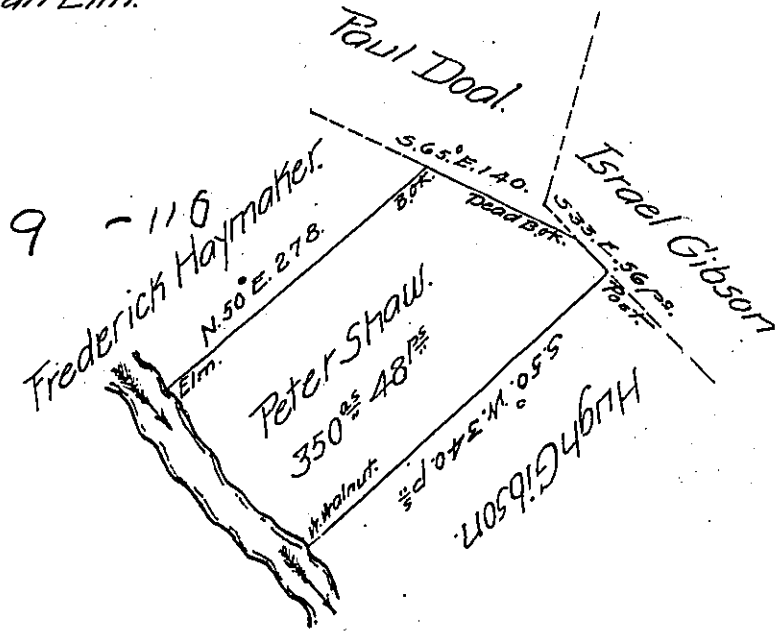 an Elm.
Paul Doal.
S.65.°E.140.
B.ok.
Dead B.ok.
Israel Gibson
S.33.E.56ps.
Post.
9 - 116
Frederick Haymaker.
N.50°E.278.
Elm.
Peter Shaw.
350as 48ps
W.Walnut.
S.50.°W.340.ps
Hugh Gibson.